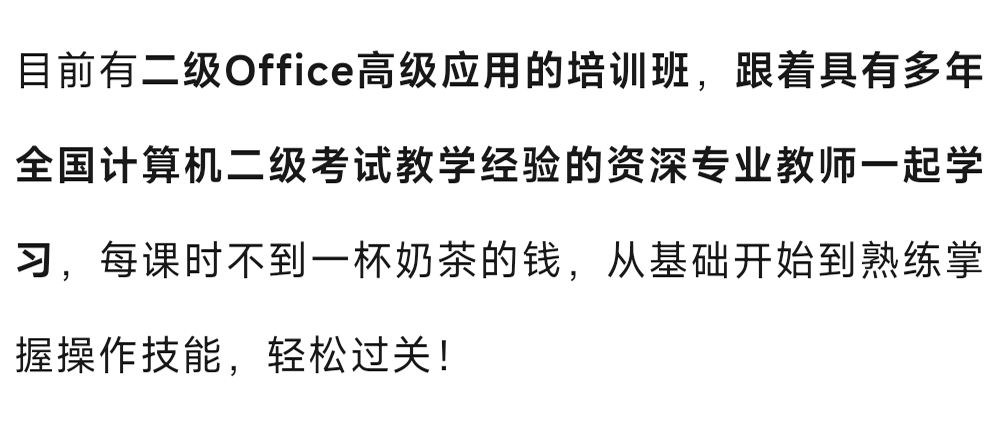 目前有二级Office高级应用的培训班，跟着具有多年
全国计算机二级考试教学经验的资深专业教师一起学
习，每课时不到一杯奶茶的钱，从基础开始到熟练掌
握操作技能，轻松过关！